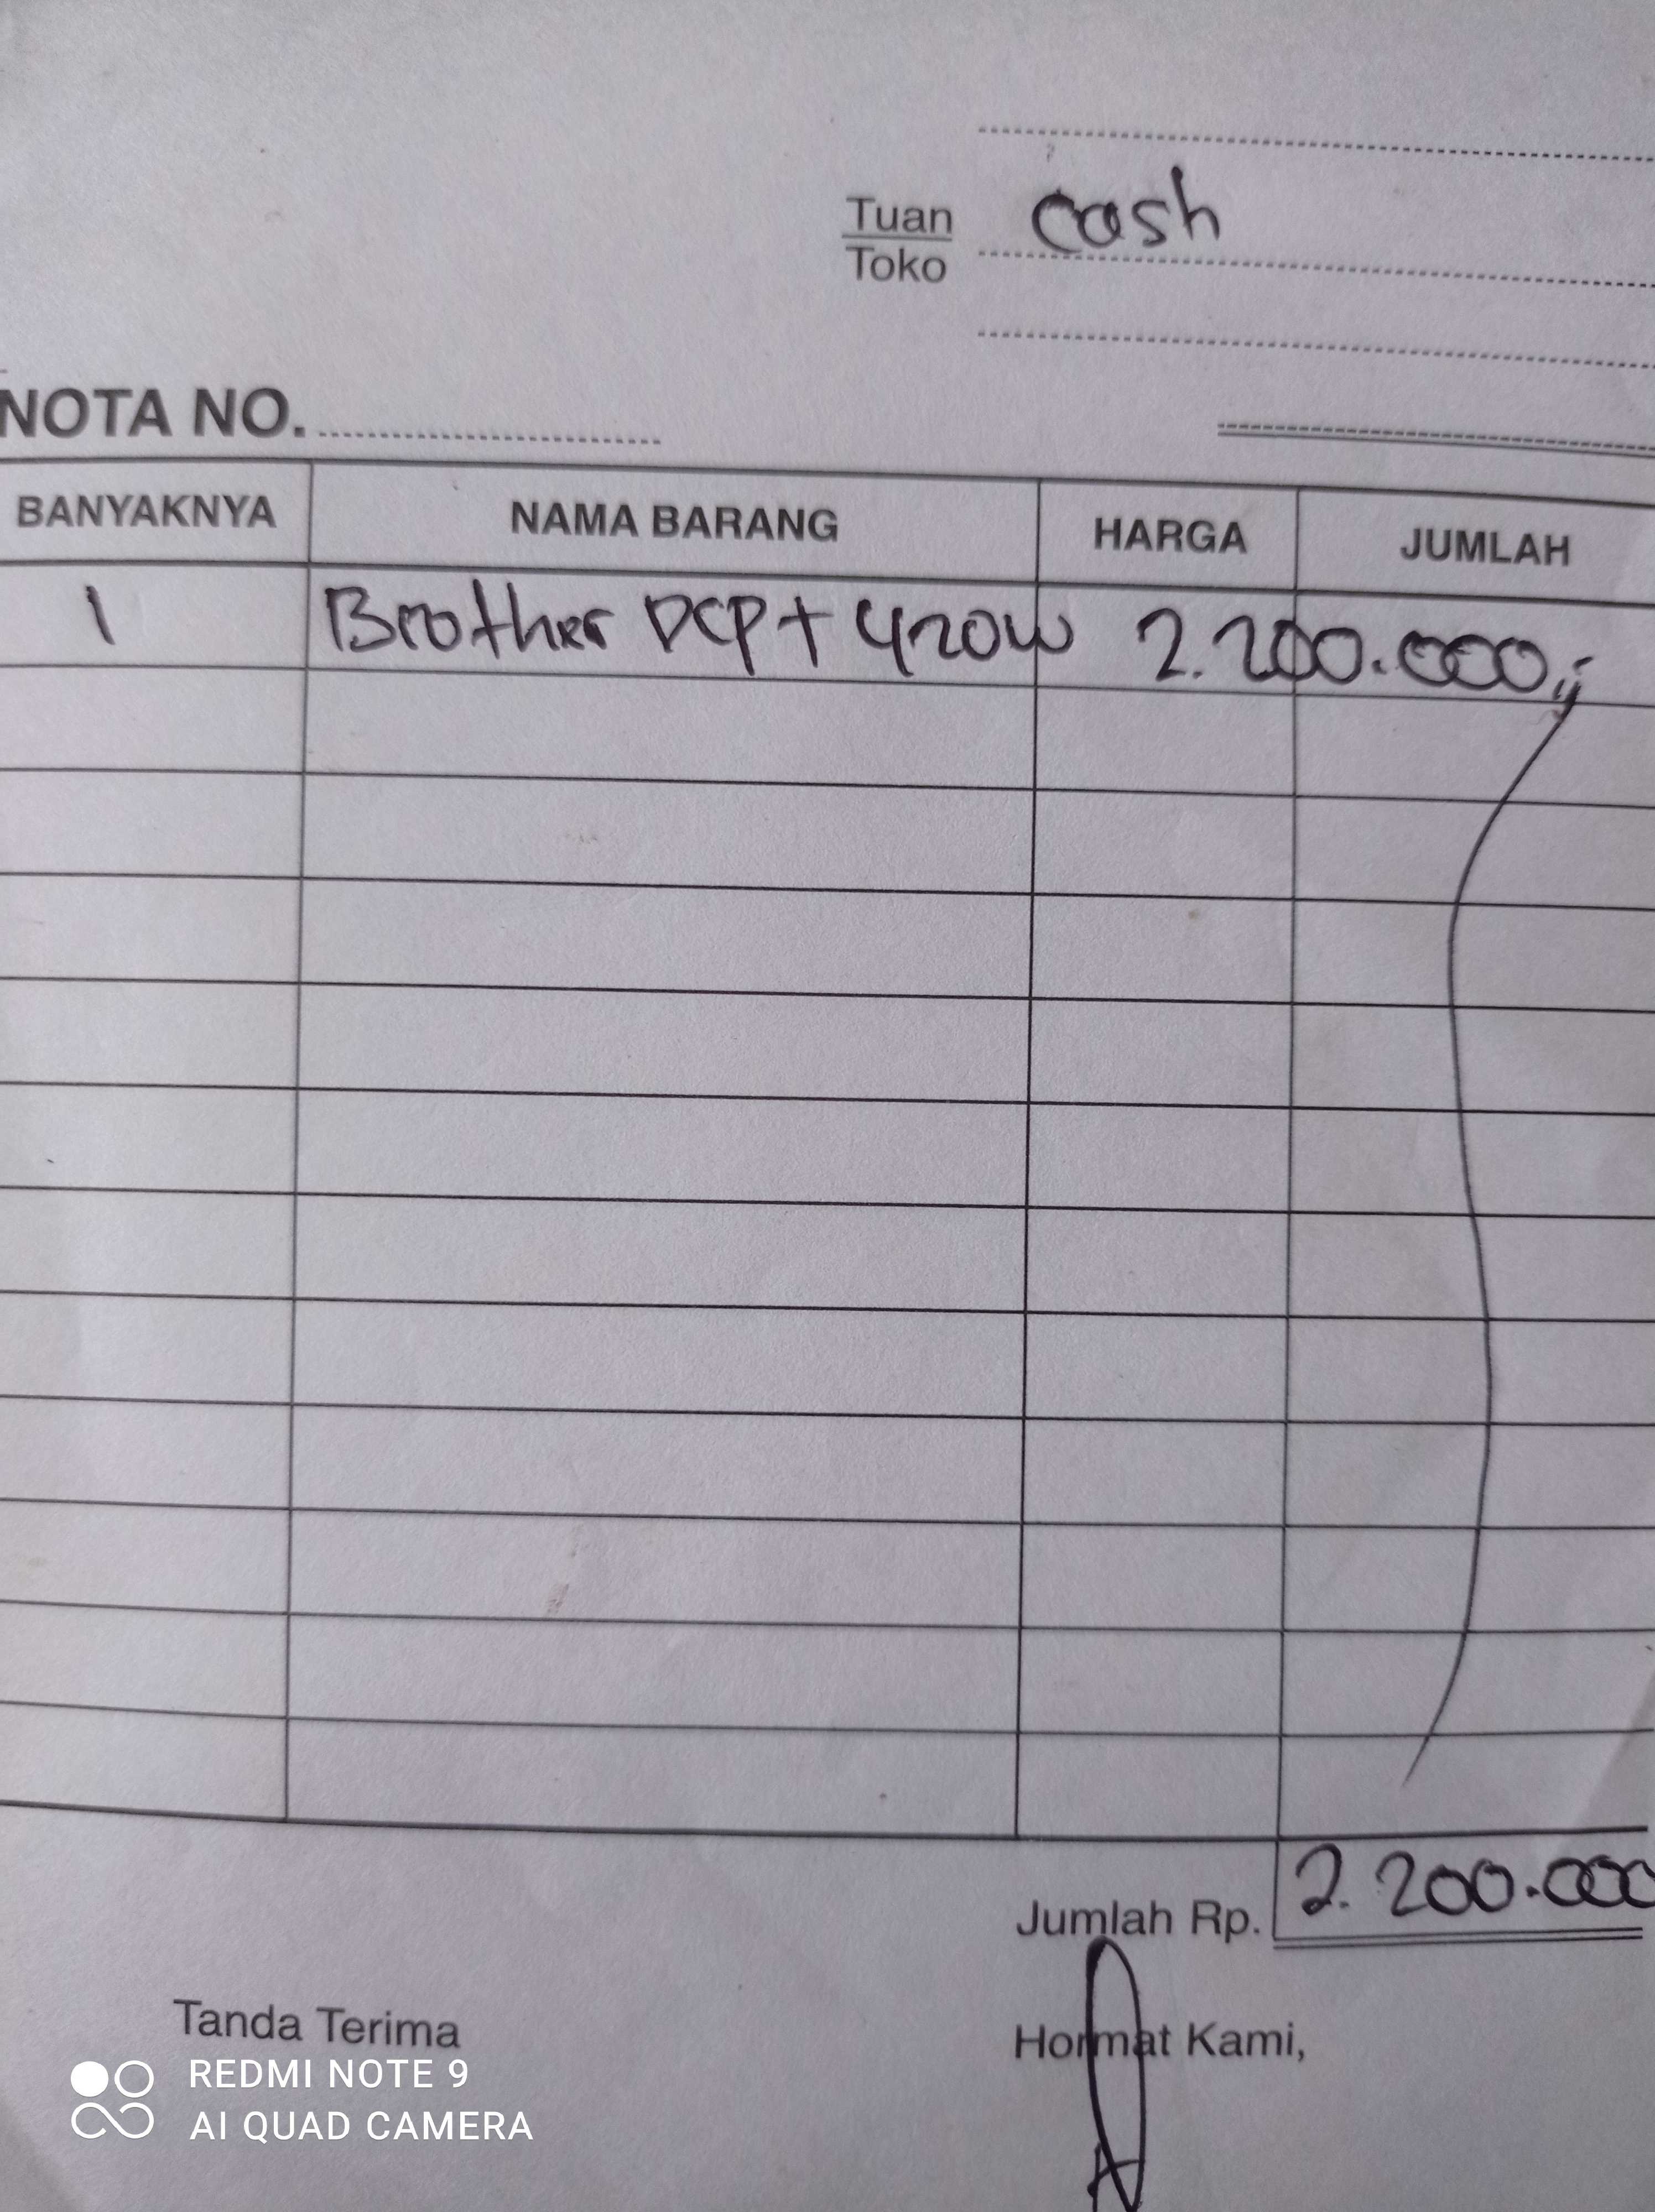 Tuan cash
Toko
NOTA NO.
BANYAKNYA NAMA BARANG HARGA JUMLAH
1 Brother DCP T 420W 2.200.000,-
Jumlah Rp. 2.200.000
Tanda Terima Hormat Kami,
REDMI NOTE 9
AI QUAD CAMERA